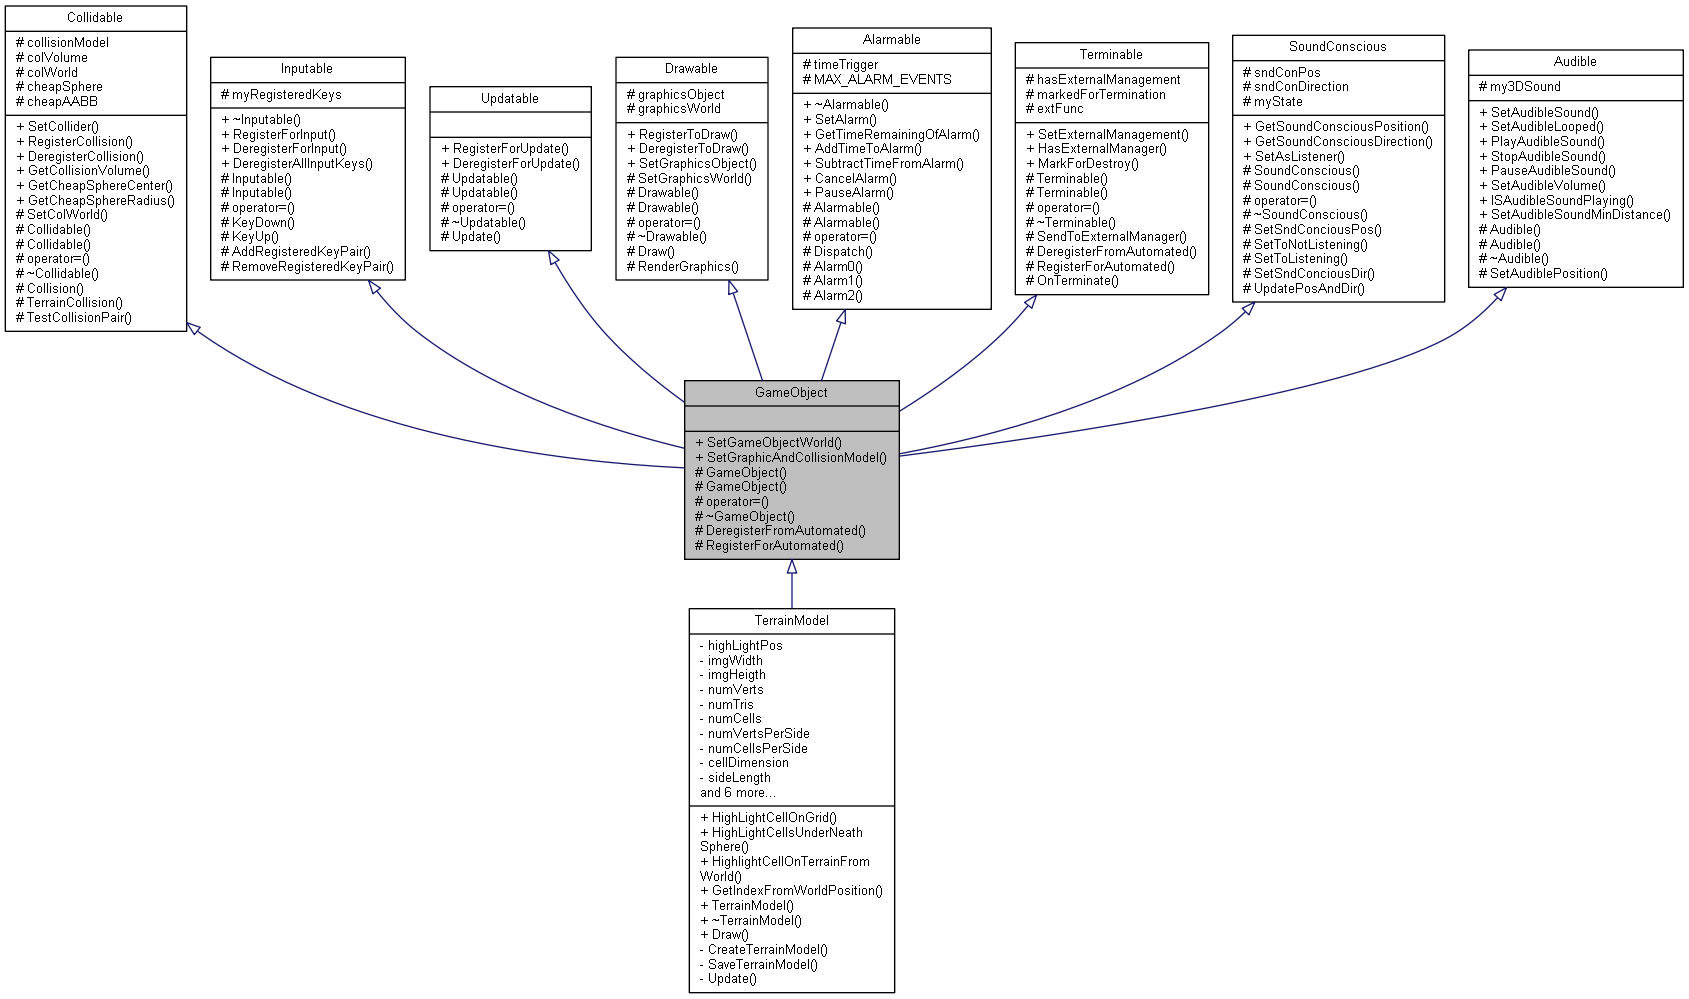 Collidable
# collisionModel
# colVolume
# colWorld
# cheapSphere
# cheapAABB
+ SetCollider()
+ RegisterCollision()
+ DeregisterCollision()
+ GetCollisionVolume()
+ GetCheapSphereCenter()
+ GetCheapSphereRadius()
# SetColWorld()
# Collidable()
# Collidable()
# operator=()
# ~Collidable()
# Collision()
# TerrainCollision()
# TestCollisionPair()
Inputable
# myRegisteredKeys
+ ~Inputable()
+ RegisterForInput()
+ DeregisterForInput()
+ DeregisterAllInputKeys()
# Inputable()
# Inputable()
# operator=()
# KeyDown()
# KeyUp()
# AddRegisteredKeyPair()
# RemoveRegisteredKeyPair()
Updatable
+ RegisterForUpdate()
+ DeregisterForUpdate()
# Updatable()
# Updatable()
# operator=()
# ~Updatable()
# Update()
Drawable
# graphicsObject
# graphicsWorld
+ RegisterToDraw()
+ DeregisterToDraw()
+ SetGraphicsObject()
# SetGraphicsWorld()
# Drawable()
# Drawable()
# operator=()
# ~Drawable()
# Draw()
# RenderGraphics()
Alarmable
# timeTrigger
# MAX_ALARM_EVENTS
+ ~Alarmable()
+ SetAlarm()
+ GetTimeRemainingOfAlarm()
+ AddTimeToAlarm()
+ SubtractTimeFromAlarm()
+ CancelAlarm()
+ PauseAlarm()
# Alarmable()
# Alarmable()
# operator=()
# Dispatch()
# Alarm0()
# Alarm1()
# Alarm2()
Terminable
# hasExternalManagement
# markedForTermination
# extFunc
+ SetExternalManagement()
+ HasExternalManager()
+ MarkForDestroy()
# Terminable()
# Terminable()
# operator=()
# ~Terminable()
# SendToExternalManager()
# DeregisterFromAutomated()
# RegisterForAutomated()
# OnTerminate()
SoundConscious
# sndConPos
# sndConDirection
# myState
+ GetSoundConsciousPosition()
+ GetSoundConsciousDirection()
+ SetAsListener()
# SoundConscious()
# SoundConscious()
# operator=()
# ~SoundConscious()
# SetSndConciousPos()
# SetToNotListening()
# SetToListening()
# SetSndConciousDir()
# UpdatePosAndDir()
Audible
# my3DSound
+ SetAudibleSound()
+ SetAudibleLooped()
+ PlayAudibleSound()
+ StopAudibleSound()
+ PauseAudibleSound()
+ SetAudibleVolume()
+ ISAudibleSoundPlaying()
+ SetAudibleSoundMinDistance()
# Audible()
# Audible()
# ~Audible()
# SetAudiblePosition()
GameObject
+ SetGameObjectWorld()
+ SetGraphicAndCollisionModel()
# GameObject()
# GameObject()
# operator=()
# ~GameObject()
# DeregisterFromAutomated()
# RegisterForAutomated()
TerrainModel
- highLightPos
- imgWidth
- imgHeigth
- numVerts
- numTris
- numCells
- numVertsPerSide
- numCellsPerSide
- cellDimension
- sideLength
and 6 more...
+ HighLightCellOnGrid()
+ HighLightCellsUnderNeath
Sphere()
+ HighlightCellOnTerrainFrom
World()
+ GetIndexFromWorldPosition()
+ TerrainModel()
+ ~TerrainModel()
+ Draw()
- CreateTerrainModel()
- SaveTerrainModel()
- Update()